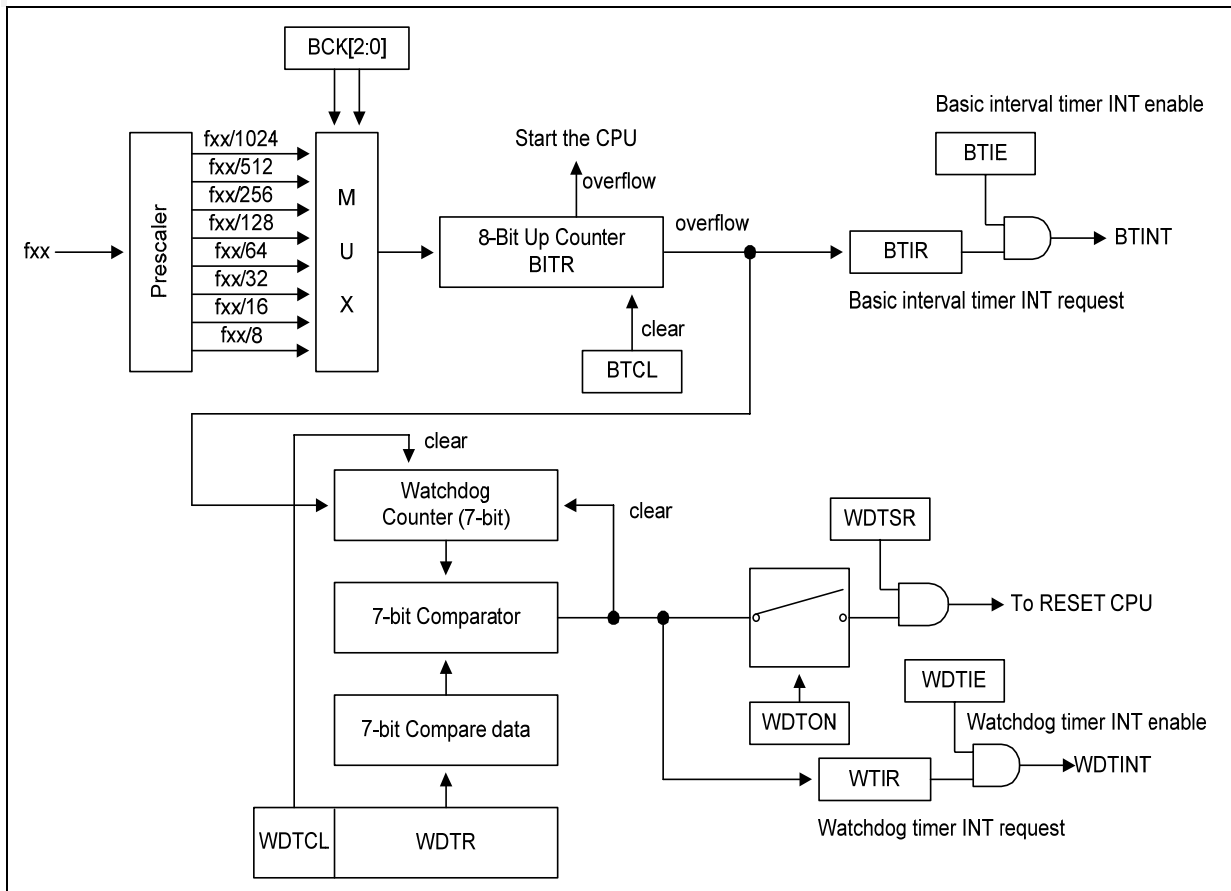 BCK[2:0]
Basic interval timer INT enable
fxx/1024
fxx/512
fxx/256
fxx/128
fxx/64
fxx/32
fxx/16
fxx/8
fxx
Prescaler
M
U
X
Start the CPU
overflow
8-Bit Up Counter
BITR
overflow
clear
BTCL
BTIE
BTIR
BTINT
Basic interval timer INT request
clear
Watchdog
Counter (7-bit)
clear
7-bit Comparator
7-bit Compare data
WDTCL
WDTR
WDTSR
To RESET CPU
WDTON
WDTIE
Watchdog timer INT enable
WTIR
WDTINT
Watchdog timer INT request